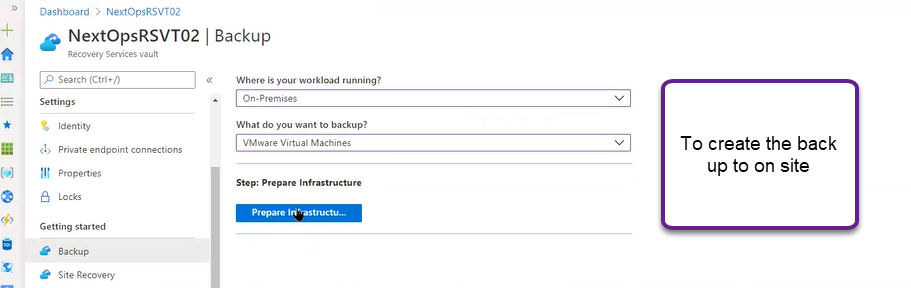 »
Dashboard > NextOpsRSVT02 >
NextOpsRSVT02 | Backup
Recovery Services vault
Search (Ctrl+/)
«
Settings
Identity
Private endpoint connections
Properties
Locks
Getting started
Backup
Site Recovery
Where is your workload running?
On-Premises
What do you want to backup?
VMware Virtual Machines
Step: Prepare Infrastructure
Prepare Infrastructu...
To create the back
up to on site